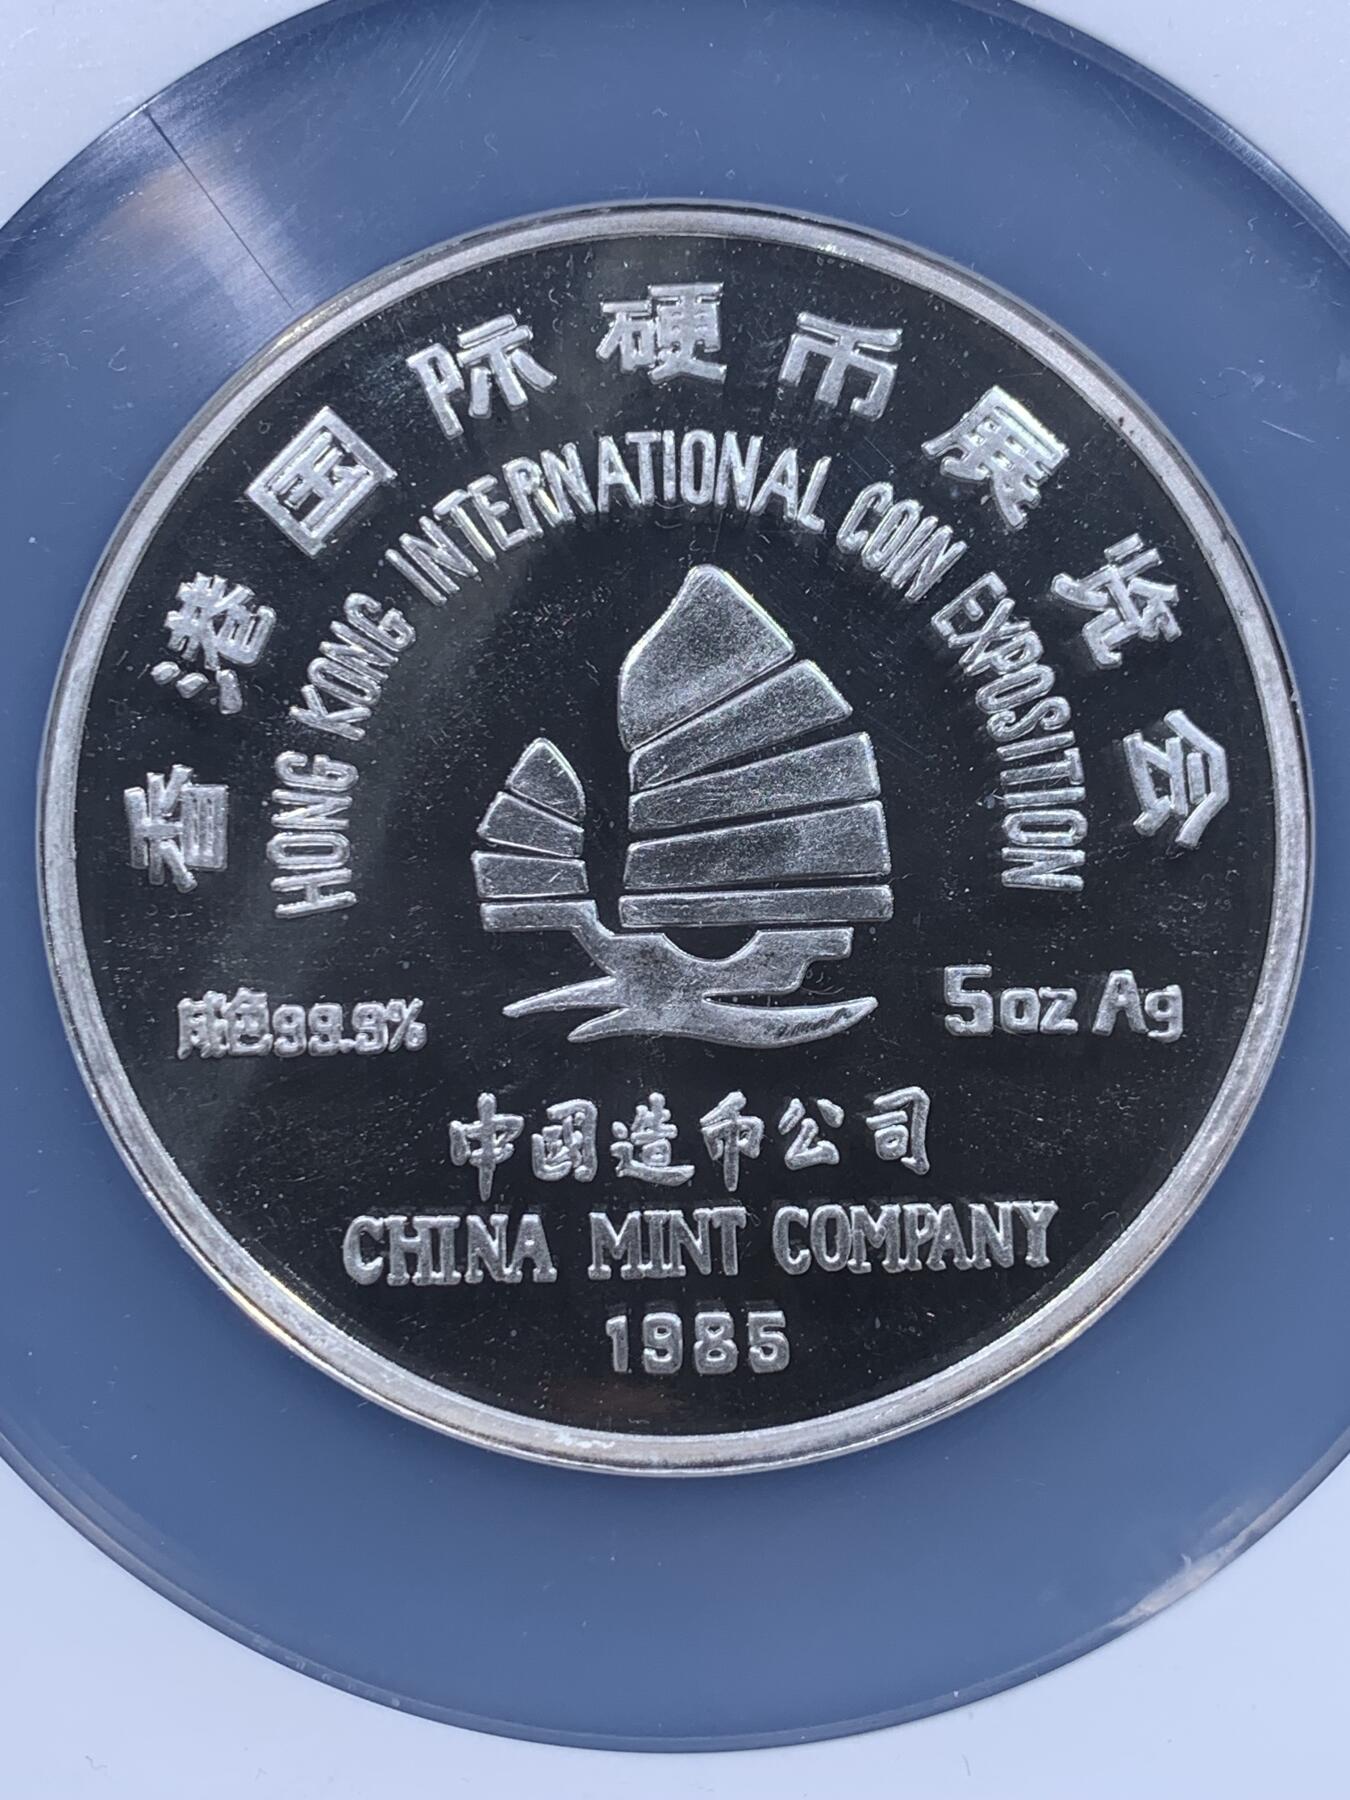 香港国际硬币展览会
HONG KONG INTERNATIONAL COIN EXPOSITION
成色99.9%
5oz Ag
中國造币公司
CHINA MINT COMPANY
1985